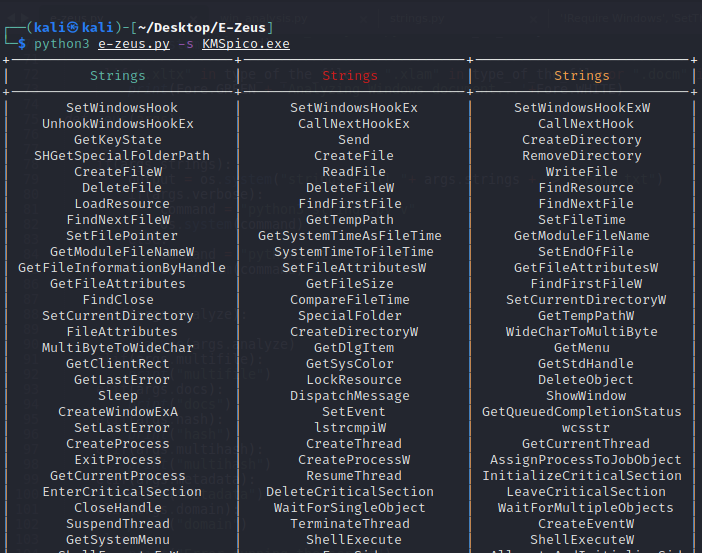 ┌──(kali㉿kali)-[~/Desktop/E-Zeus]
└─$ python3 e-zeus.py -s KMSpico.exe
Strings | Strings | Strings
SetWindowsHook | SetWindowsHookEx | SetWindowsHookExW
UnhookWindowsHookEx | CallNextHookEx | CallNextHook
GetKeyState | Send | CreateDirectory
SHGetSpecialFolderPath | CreateFile | RemoveDirectory
CreateFileW | ReadFile | WriteFile
DeleteFile | DeleteFileW | FindResource
LoadResource | FindFirstFile | FindNextFile
FindNextFileW | GetTempPath | SetFileTime
SetFilePointer | GetSystemTimeAsFileTime | GetModuleFileName
GetModuleFileNameW | SystemTimeToFileTime | SetEndOfFile
GetFileInformationByHandle | SetFileAttributesW | GetFileAttributesW
GetFileAttributes | GetFileSize | FindFirstFileW
FindClose | CompareFileTime | SetCurrentDirectoryW
SetCurrentDirectory | SpecialFolder | GetTempPathW
FileAttributes | CreateDirectoryW | WideCharToMultiByte
MultiByteToWideChar | GetDlgItem | GetMenu
GetClientRect | GetSysColor | GetStdHandle
GetLastError | LockResource | DeleteObject
Sleep | DispatchMessage | ShowWindow
CreateWindowExA | SetEvent | GetQueuedCompletionStatus
SetLastError | lstrcmpiW | wcsstr
CreateProcess | CreateThread | GetCurrentThread
ExitProcess | CreateProcessW | AssignProcessToJobObject
GetCurrentProcess | ResumeThread | InitializeCriticalSection
EnterCriticalSection | DeleteCriticalSection | LeaveCriticalSection
CloseHandle | WaitForSingleObject | WaitForMultipleObjects
SuspendThread | TerminateThread | CreateEventW
GetSystemMenu | ShellExecute | ShellExecuteW